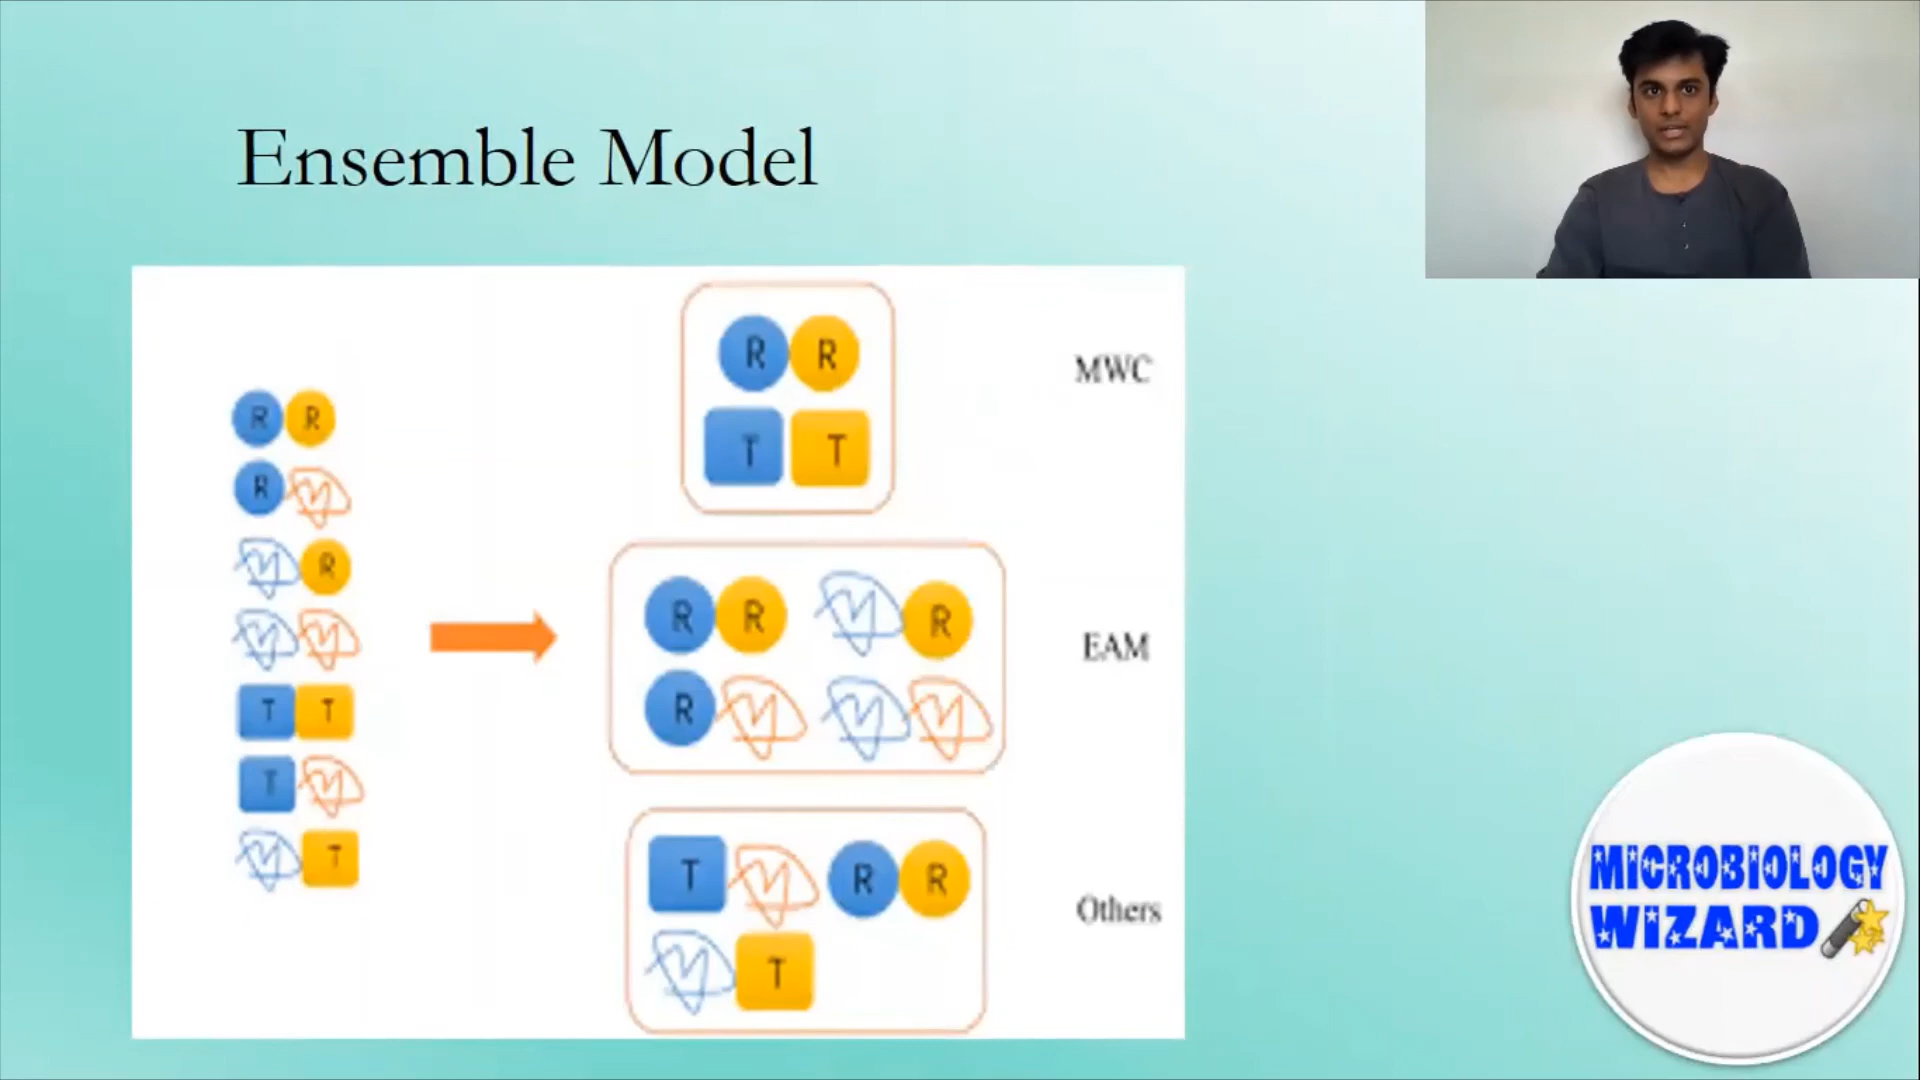 Ensemble Model
R R
R
R
T T
T
T
R R
T T
MWC
R R R
R
EAM
T R R
T
Others
MICROBIOLOGY
WIZARD